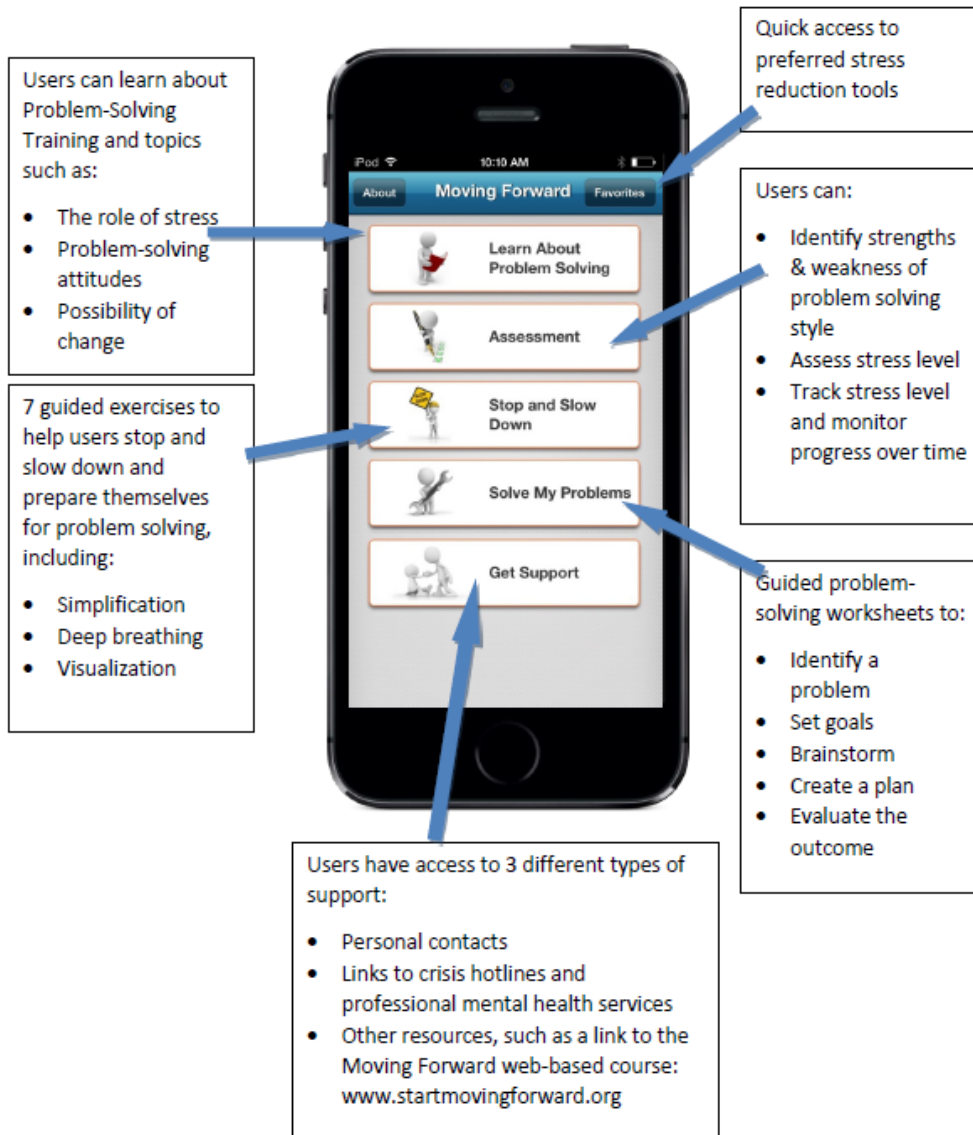 Quick access to
preferred stress
reduction tools
Users can learn about
Problem-Solving
Training and topics
such as:
• The role of stress
• Problem-solving
attitudes
• Possibility of
change
iPod 10:10 AM
About Moving Forward Favorites
Learn About
Problem Solving
Assessment
Stop and Slow
Down
Solve My Problems
Get Support
Users can:
• Identify strengths
& weakness of
problem solving
style
• Assess stress level
• Track stress level
and monitor
progress over time
7 guided exercises to
help users stop and
slow down and
prepare themselves
for problem solving,
including:
• Simplification
• Deep breathing
• Visualization
Guided problem-
solving worksheets to:
• Identify a
problem
• Set goals
• Brainstorm
• Create a plan
• Evaluate the
outcome
Users have access to 3 different types of
support:
• Personal contacts
• Links to crisis hotlines and
professional mental health services
• Other resources, such as a link to the
Moving Forward web-based course:
www.startmovingforward.org